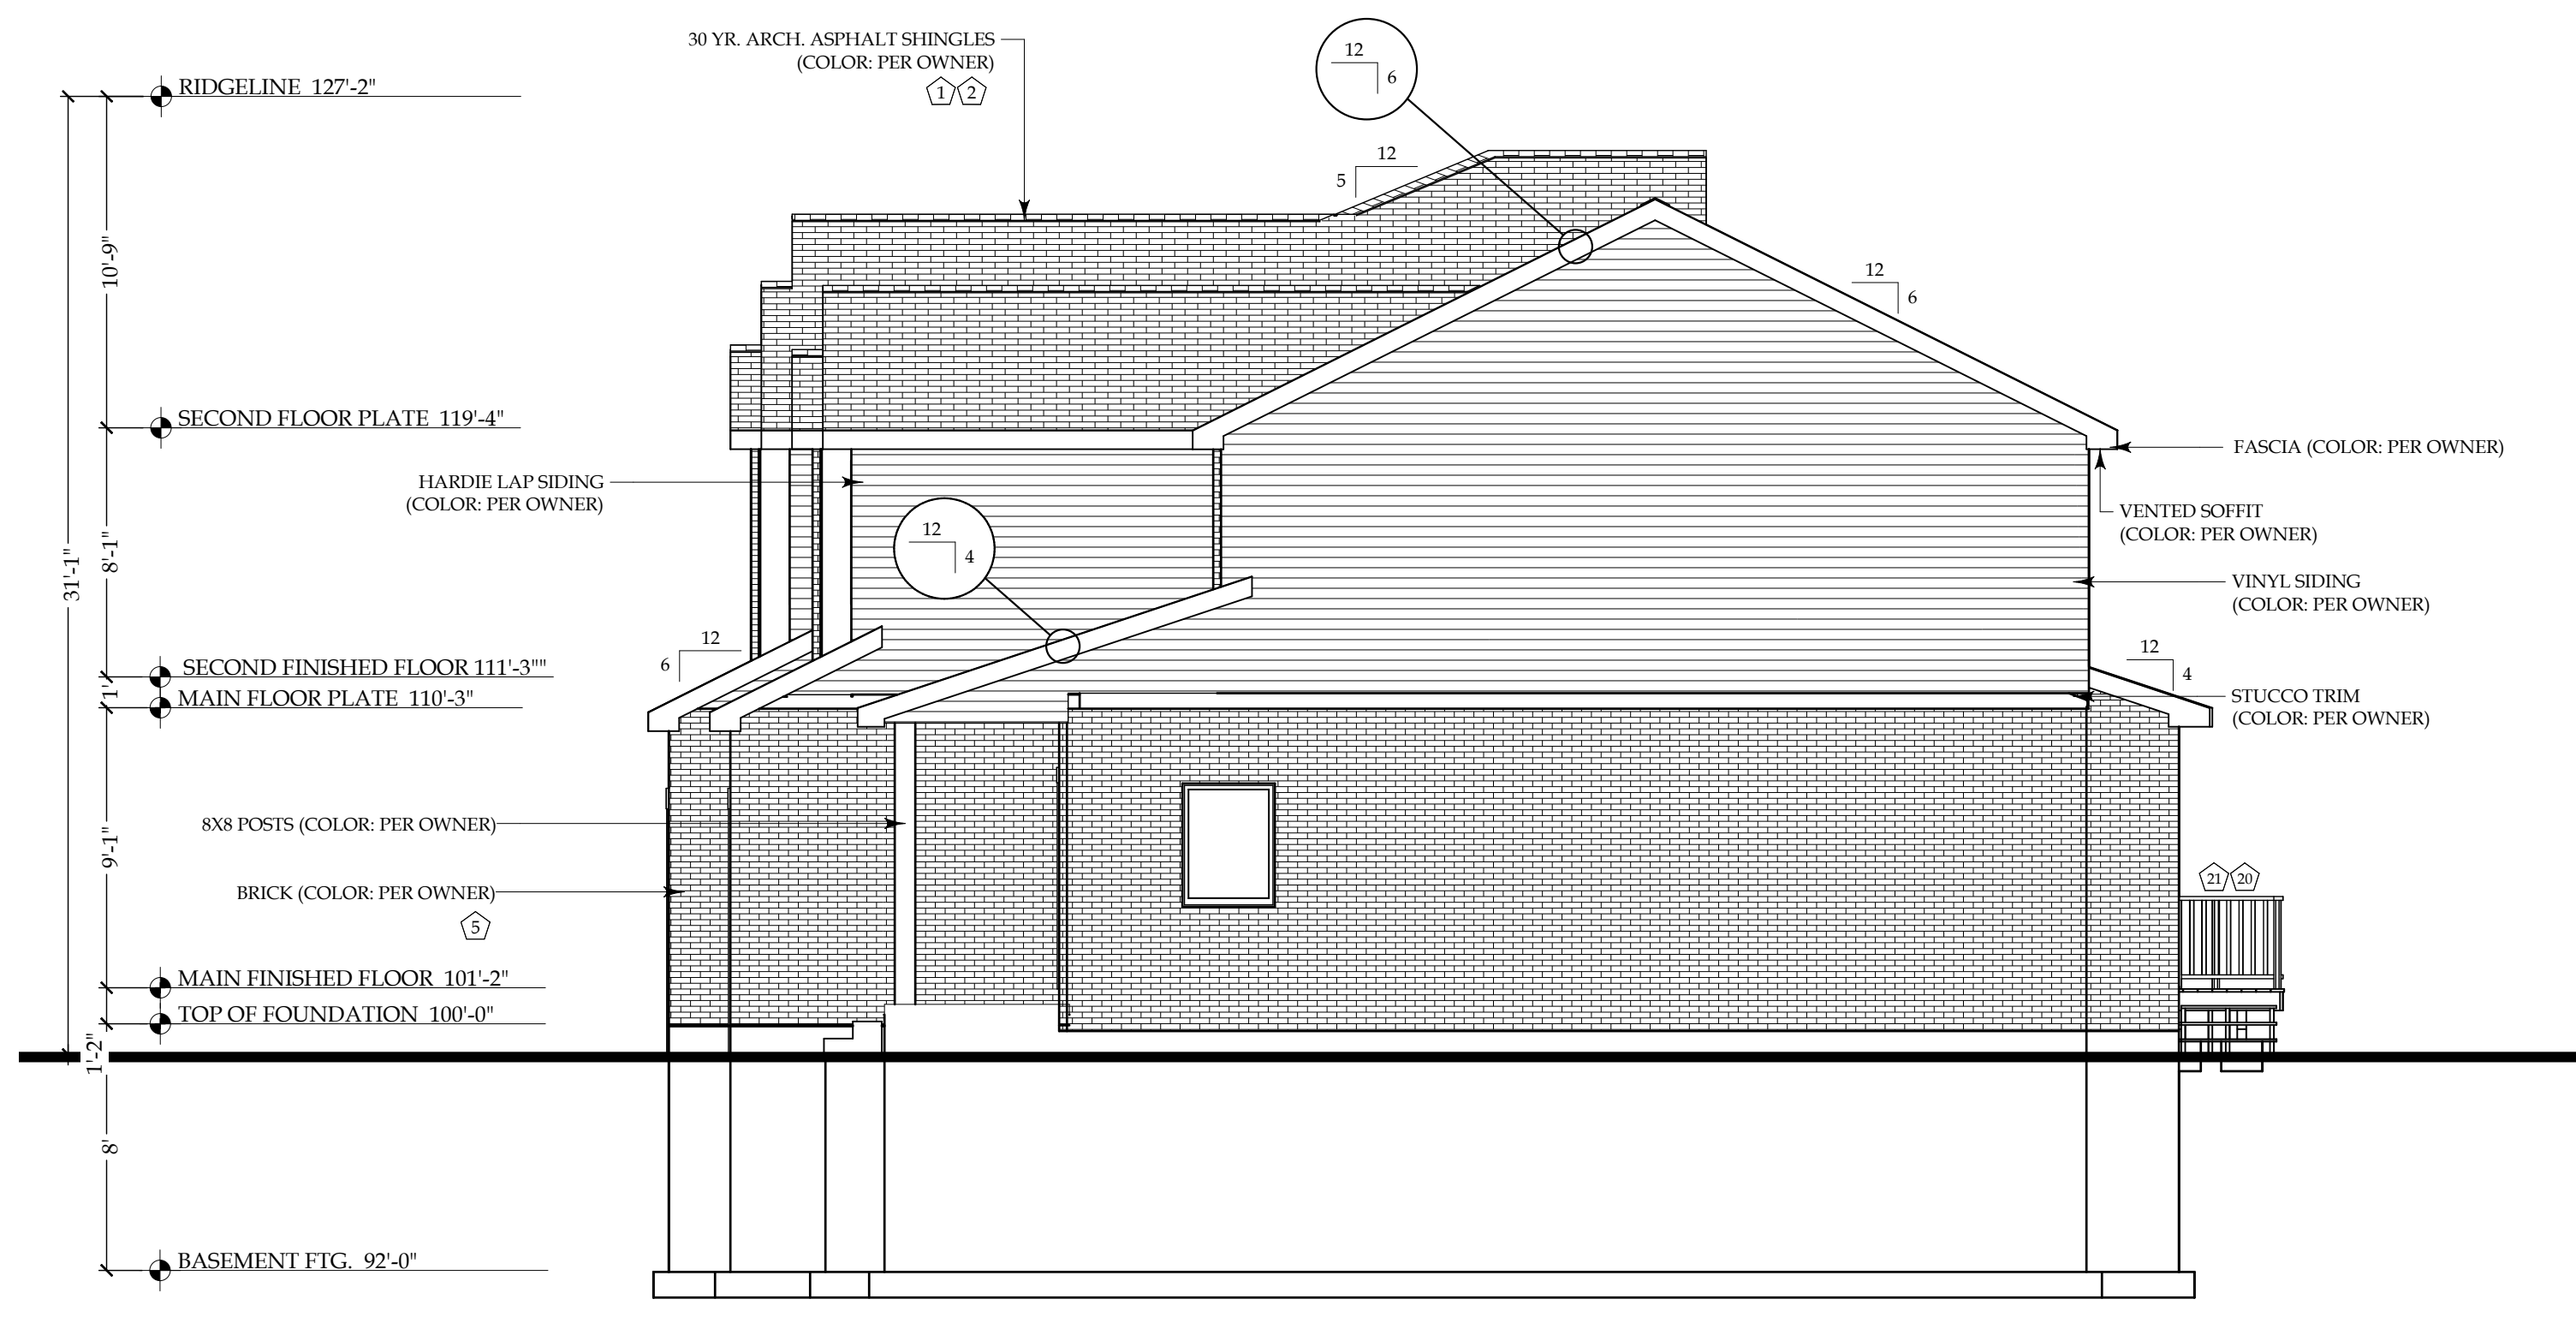 30 YR. ARCH. ASPHALT SHINGLES
(COLOR: PER OWNER)
1 2
12
6
RIDGELINE 127'-2"
12
5
10'-9"
12
6
SECOND FLOOR PLATE 119'-4"
FASCIA (COLOR: PER OWNER)
HARDIE LAP SIDING
(COLOR: PER OWNER)
VENTED SOFFIT
(COLOR: PER OWNER)
12
4
31'-1"
8'-1"
VINYL SIDING
(COLOR: PER OWNER)
12
6
12
4
SECOND FINISHED FLOOR 111'-3""
1'
MAIN FLOOR PLATE 110'-3"
STUCCO TRIM
(COLOR: PER OWNER)
8X8 POSTS (COLOR: PER OWNER)
9'-1"
BRICK (COLOR: PER OWNER)
5
21 20
MAIN FINISHED FLOOR 101'-2"
TOP OF FOUNDATION 100'-0"
1'-2"
8'
BASEMENT FTG. 92'-0"